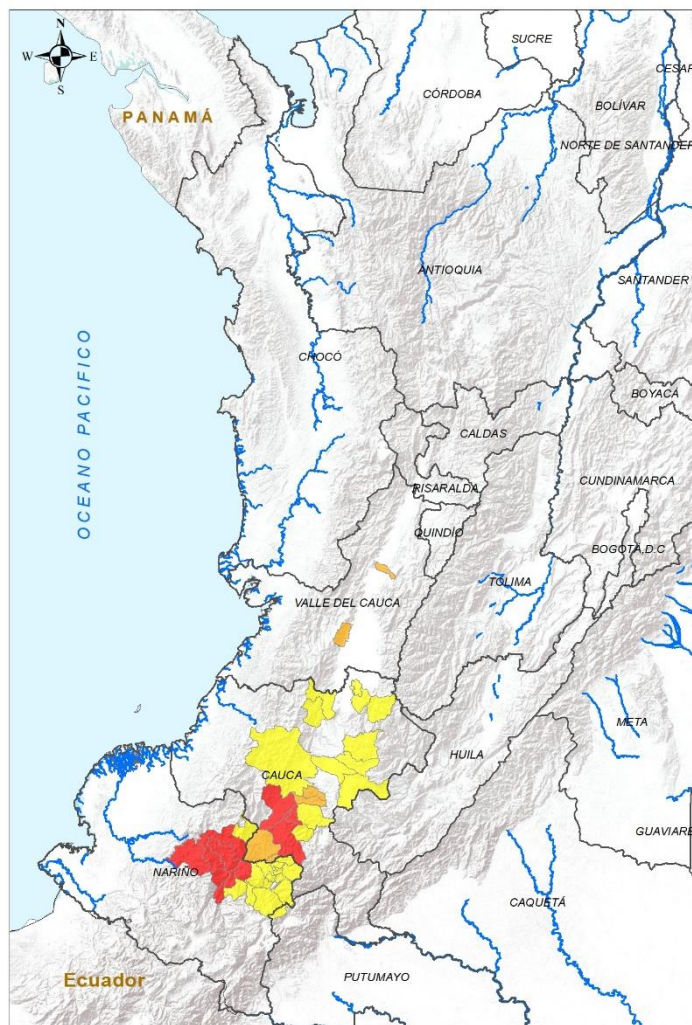 N
W E
S
SUCRE
CESAR
CÓRDOBA
BOLÍVAR
PANAMÁ
NORTE DE SANTANDER
ANTIOQUIA
SANTANDER
CHOCÓ
OCEANO PACIFICO
BOYACÁ
CALDAS
CUNDINAMARCA
RISARALDA
QUINDÍO
BOGOTÁ,D.C
TOLIMA
VALLE DEL CAUCA
META
HUILA
CAUCA
GUAVIARE
NARIÑO
CAQUETÁ
Ecuador
PUTUMAYO